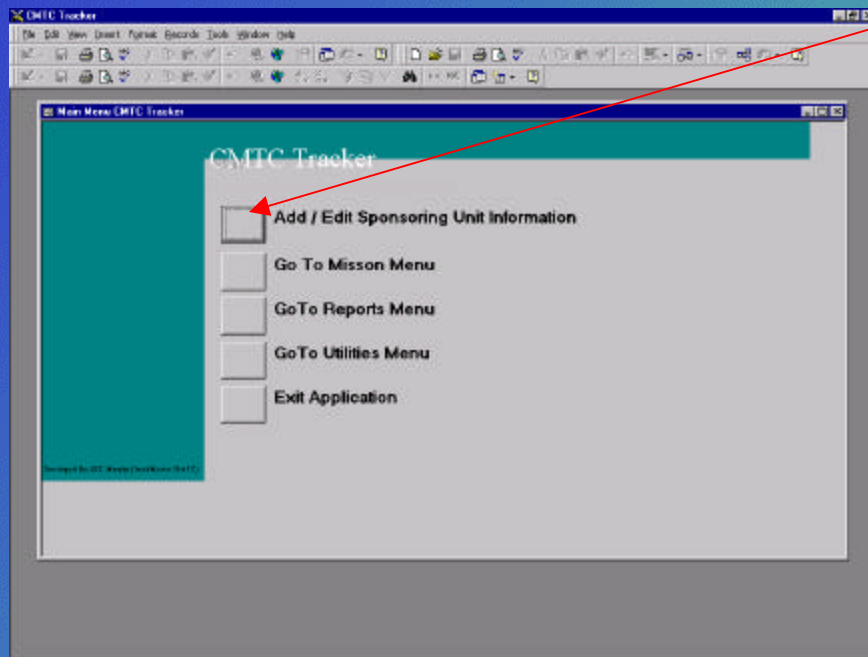 CMTC Tracker
File Edit View Insert Format Records Tools Window Help
Main Menu CMTC Tracker
CMTC Tracker
Add / Edit Sponsoring Unit Information
Go To Misson Menu
GoTo Reports Menu
GoTo Utilities Menu
Exit Application